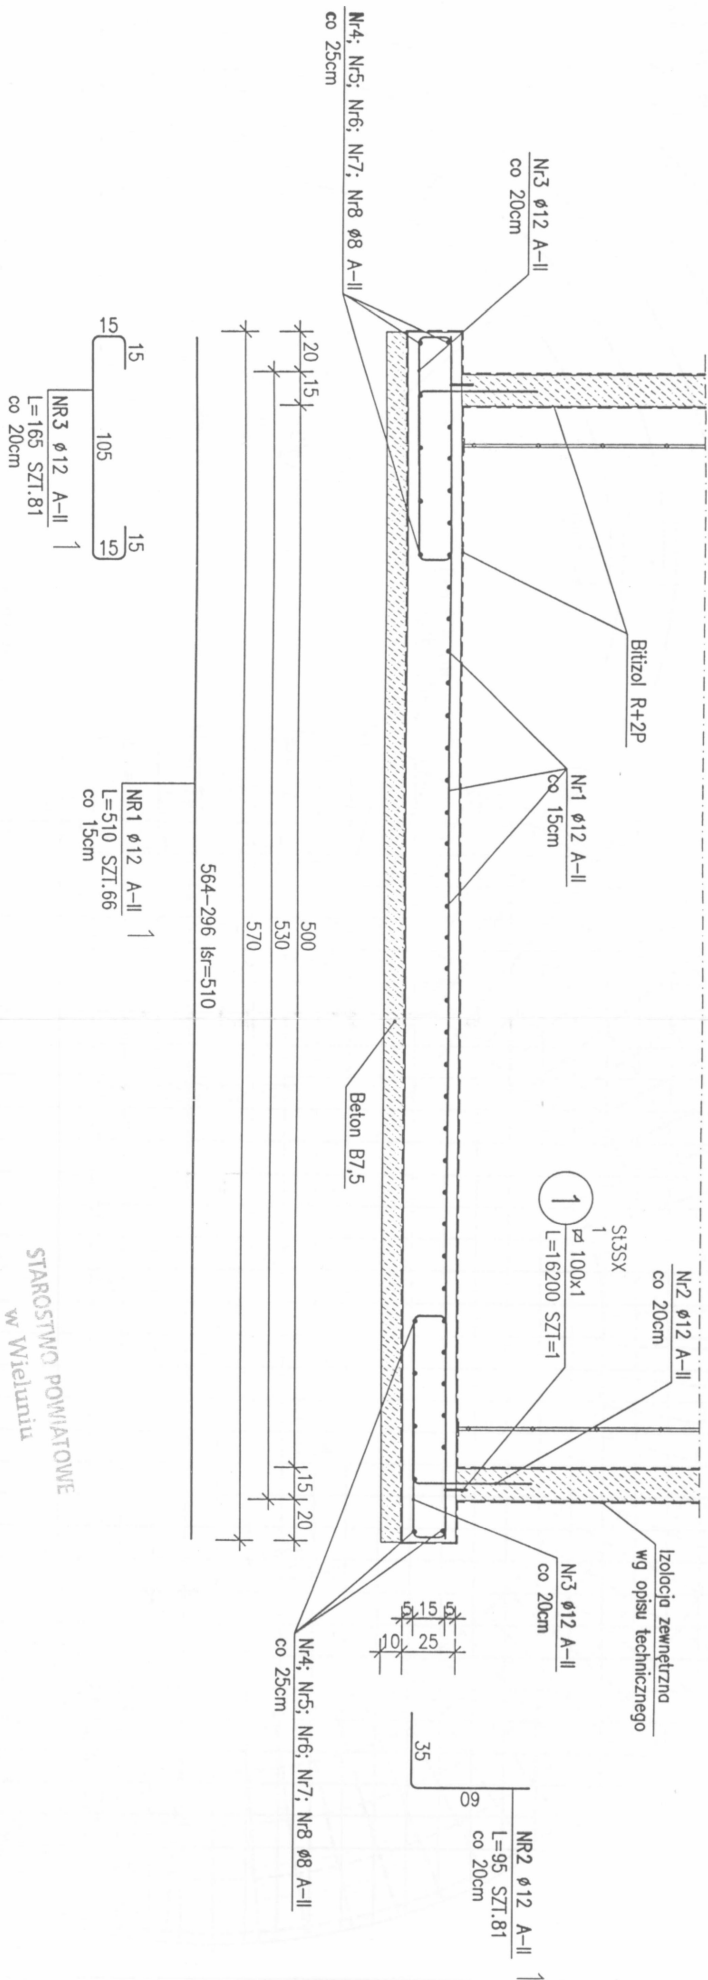 Nr4; Nr5; Nr6; Nr7; Nr8 ø8 A-II
co 25cm
Nr3 ø12 A-II
co 20cm
Bitizol R+2P
Nr1 ø12 A-II
co 15cm
St3SX
1
1
100x1
L=16200 SZT=1
Nr2 ø12 A-II
co 20cm
Izolacja zewnętrzna
wg opisu technicznego
Nr3 ø12 A-II
co 20cm
Beton B7,5
5 15 5
10 25
Nr4; Nr5; Nr6; Nr7; Nr8 ø8 A-II
co 25cm
35
60
NR2 ø12 A-II
L=95 SZT.81
co 20cm
1
20 15 500 15 20
530
570
564-296 lśr=510
NR1 ø12 A-II
L=510 SZT.66
co 15cm
1
15
15
105
15
15
NR3 ø12 A-II
L=165 SZT.81
co 20cm
1
STAROSTWO POWIATOWE
w Wieluniu